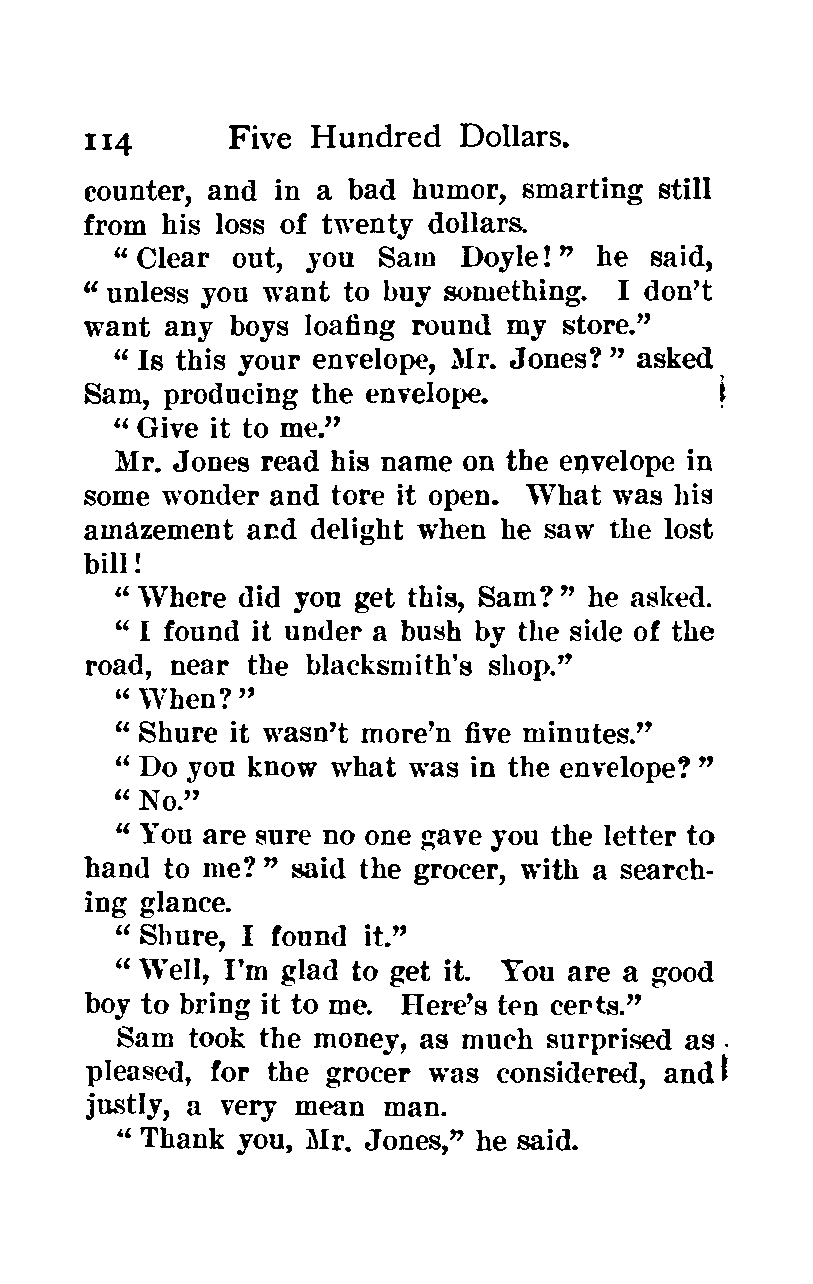 114 Five Hundred Dollars.
counter, and in a bad humor, smarting still
from his loss of twenty dollars.
“Clear out, you Sam Doyle!” he said,
“unless you want to buy something. I don’t
want any boys loafing round my store.”
“Is this your envelope, Mr. Jones?” asked
Sam, producing the envelope.
“Give it to me.”
Mr. Jones read his name on the envelope in
some wonder and tore it open. What was his
amazement and delight when he saw the lost
bill!
“Where did you get this, Sam?” he asked.
“I found it under a bush by the side of the
road, near the blacksmith’s shop.”
“When?”
“Shure it wasn’t more’n five minutes.”
“Do you know what was in the envelope?”
“No.”
“You are sure no one gave you the letter to
hand to me?” said the grocer, with a search-
ing glance.
“Shure, I found it.”
“Well, I’m glad to get it. You are a good
boy to bring it to me. Here’s ten cents.”
Sam took the money, as much surprised as
pleased, for the grocer was considered, and
justly, a very mean man.
“Thank you, Mr. Jones,” he said.